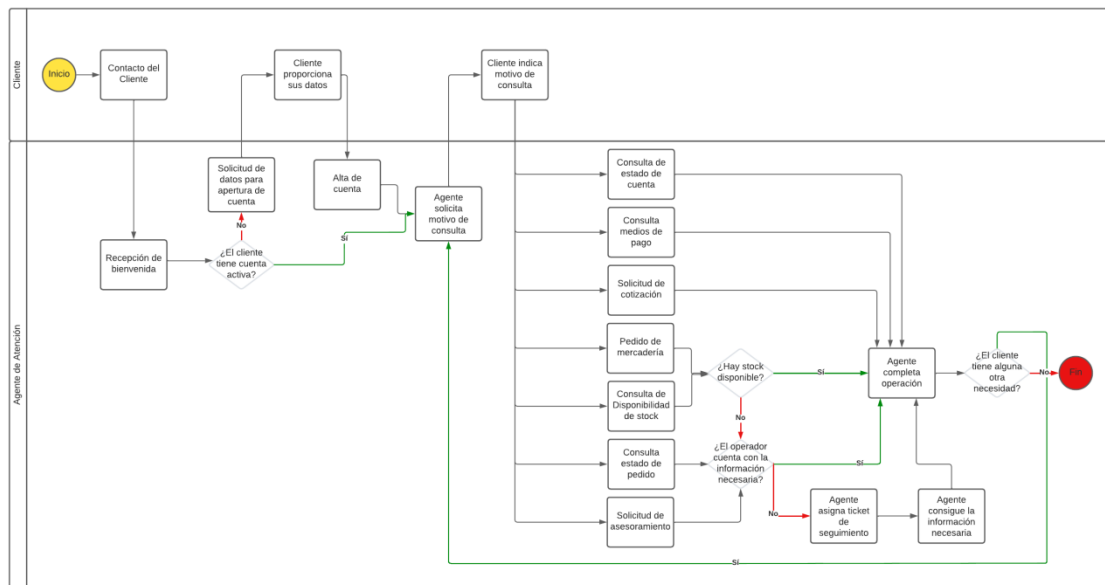 Cliente
Inicio
Contacto del
Cliente
Cliente
proporciona
sus datos
Cliente indica
motivo de
consulta
Agente de Atención
Solicitud de
datos para
apertura de
cuenta
No
Recepción de
bienvenida
¿El cliente
tiene cuenta
activa?
Sí
Alta de
cuenta
Agente
solicita
motivo de
consulta
Consulta de
estado de
cuenta
Consulta
medios de
pago
Solicitud de
cotización
Pedido de
mercadería
Consulta de
Disponibilidad
de stock
Consulta
estado de
pedido
Solicitud de
asesoramiento
¿Hay stock
disponible?
Sí
No
¿El operador
cuenta con la
información
necesaria?
Sí
No
Agente
asigna ticket
de
seguimiento
Agente
consigue la
información
necesaria
Agente
completa
operación
¿El cliente
tiene alguna
otra
necesidad?
No
Fin
Sí